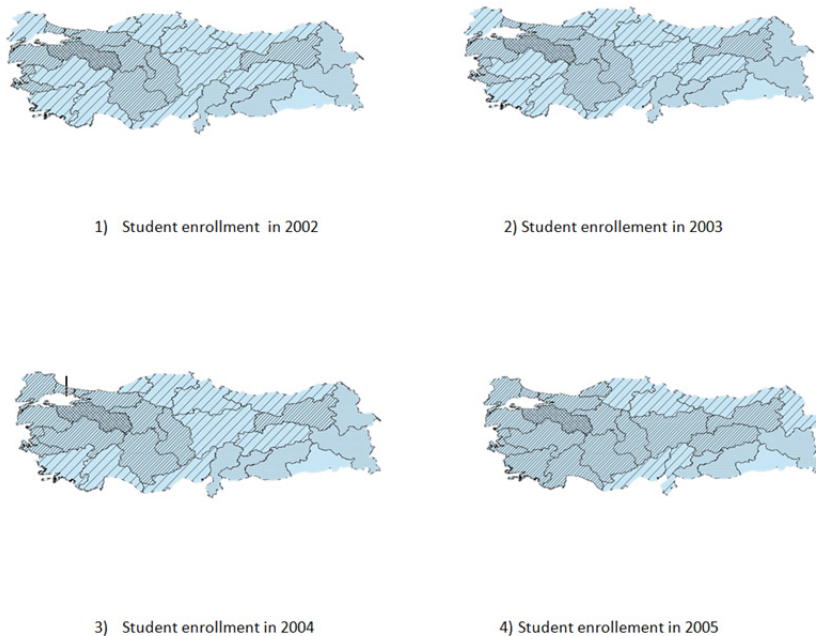 1) Student enrollment in 2002
2) Student enrollement in 2003
3) Student enrollment in 2004
4) Student enrollement in 2005